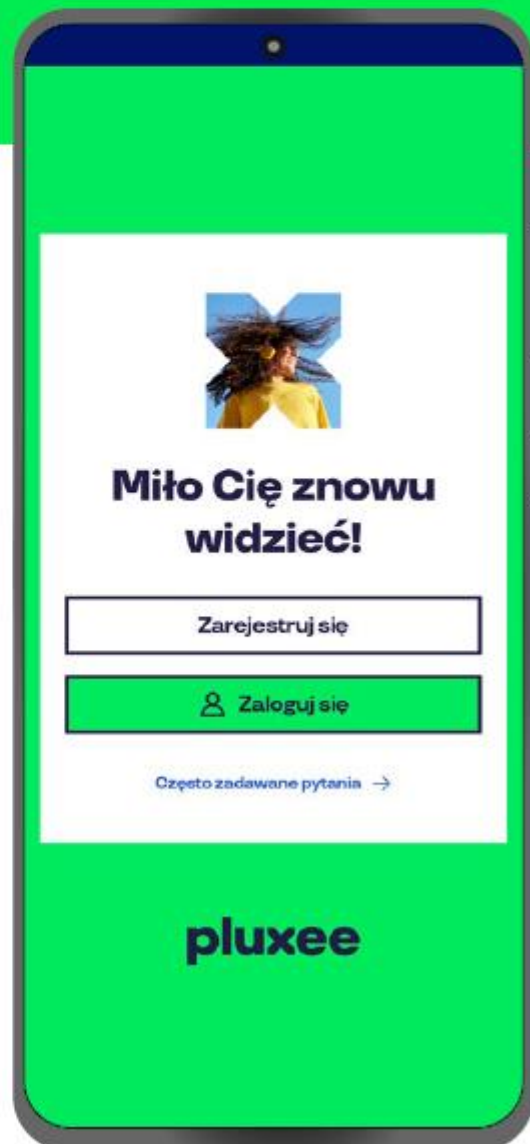 Miło Cię znowu
widzieć!
Zarejestruj się
Zaloguj się
Często zadawane pytania →
pluxee